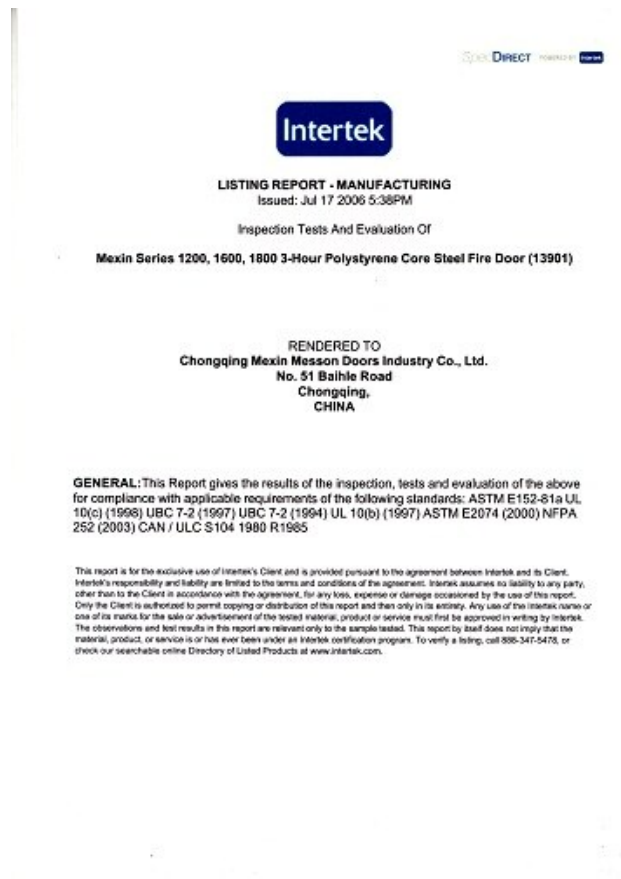 SpecDIRECT POWERED BY Intertek
Intertek
LISTING REPORT - MANUFACTURING
Issued: Jul 17 2006 5:38PM
Inspection Tests And Evaluation Of
Mexin Series 1200, 1600, 1800 3-Hour Polystyrene Core Steel Fire Door (13901)
RENDERED TO
Chongqing Mexin Messon Doors Industry Co., Ltd.
No. 51 Baihle Road
Chongqing,
CHINA
GENERAL:This Report gives the results of the inspection, tests and evaluation of the above
for compliance with applicable requirements of the following standards: ASTM E152-81a UL
10(c) (1998) UBC 7-2 (1997) UBC 7-2 (1994) UL 10(b) (1997) ASTM E2074 (2000) NFPA
252 (2003) CAN / ULC S104 1980 R1985
This report is for the exclusive use of Intertek's Client and is provided pursuant to the agreement between Intertek and its Client.
Intertek's responsibility and liability are limited to the terms and conditions of the agreement. Intertek assumes no liability to any party,
other than to the Client in accordance with the agreement, for any loss, expense or damage occasioned by the use of this report.
Only the Client is authorized to permit copying or distribution of this report and then only in its entirety. Any use of the Intertek name or
one of its marks for the sale or advertisement of the tested material, product or service must first be approved in writing by Intertek.
The observations and test results in this report are relevant only to the sample tested. This report by itself does not imply that the
material, product, or service is or has ever been under an Intertek certification program. To verify a listing, call 888-347-5478, or
check our searchable online Directory of Listed Products at www.intertek.com.